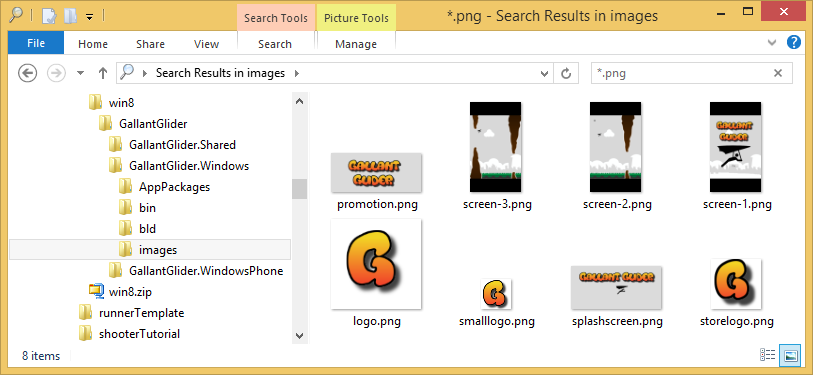 Search Tools
Picture Tools
*.png - Search Results in images
File
Home
Share
View
Search
Manage
Search Results in images
*.png
win8
GallantGlider
GallantGlider.Shared
GallantGlider.Windows
AppPackages
bin
bld
images
GallantGlider.WindowsPhone
win8.zip
runnerTemplate
shooterTutorial
GALLANT
GLIDER
GALLANT
GLIDER
promotion.png
screen-3.png
screen-2.png
screen-1.png
G
G
GALLANT GLIDER
G
logo.png
smalllogo.png
splashscreen.png
storelogo.png
8 items